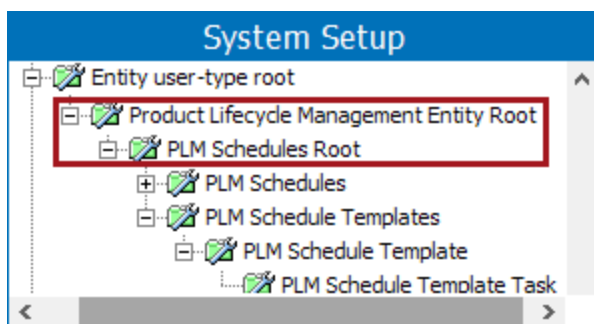 System Setup
Entity user-type root
Product Lifecycle Management Entity Root
PLM Schedules Root
PLM Schedules
PLM Schedule Templates
PLM Schedule Template
PLM Schedule Template Task